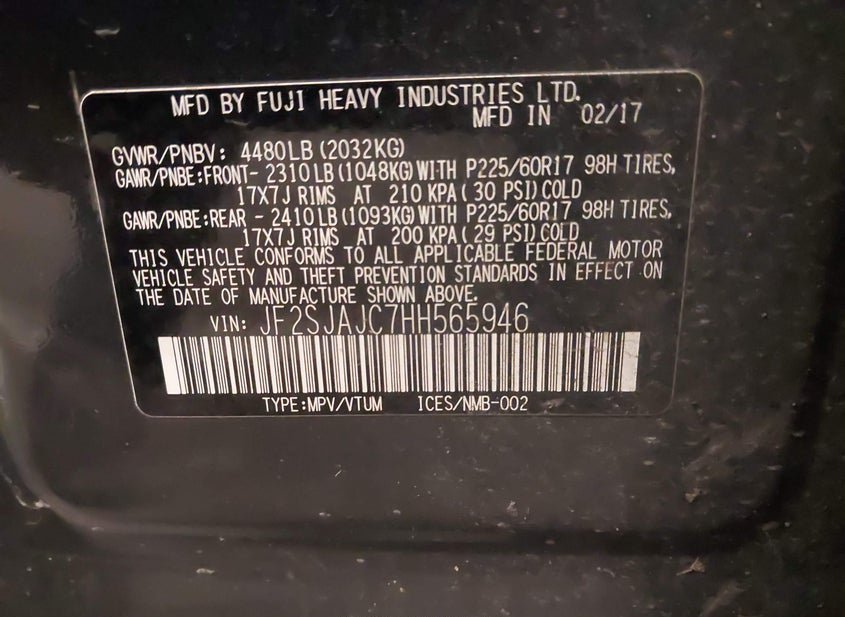 MFD BY FUJI HEAVY INDUSTRIES LTD.
MFD IN 02/17
GVWR/PNBV: 4480LB (2032KG)
GAWR/PNBE:FRONT- 2310 LB (1048KG) WITH P225/60R17 98H TIRES,
17X7J RIMS AT 210 KPA ( 30 PSI) COLD
GAWR/PNBE:REAR - 2410 LB (1093KG) WITH P225/60R17 98H TIRES,
17X7J RIMS AT 200 KPA ( 29 PSI) COLD
THIS VEHICLE CONFORMS TO ALL APPLICABLE FEDERAL MOTOR
VEHICLE SAFETY AND THEFT PREVENTION STANDARDS IN EFFECT ON
THE DATE OF MANUFACTURE SHOWN ABOVE.
VIN: JF2SJAJC7HH565946
TYPE:MPV/VTUM ICES/NMB-002